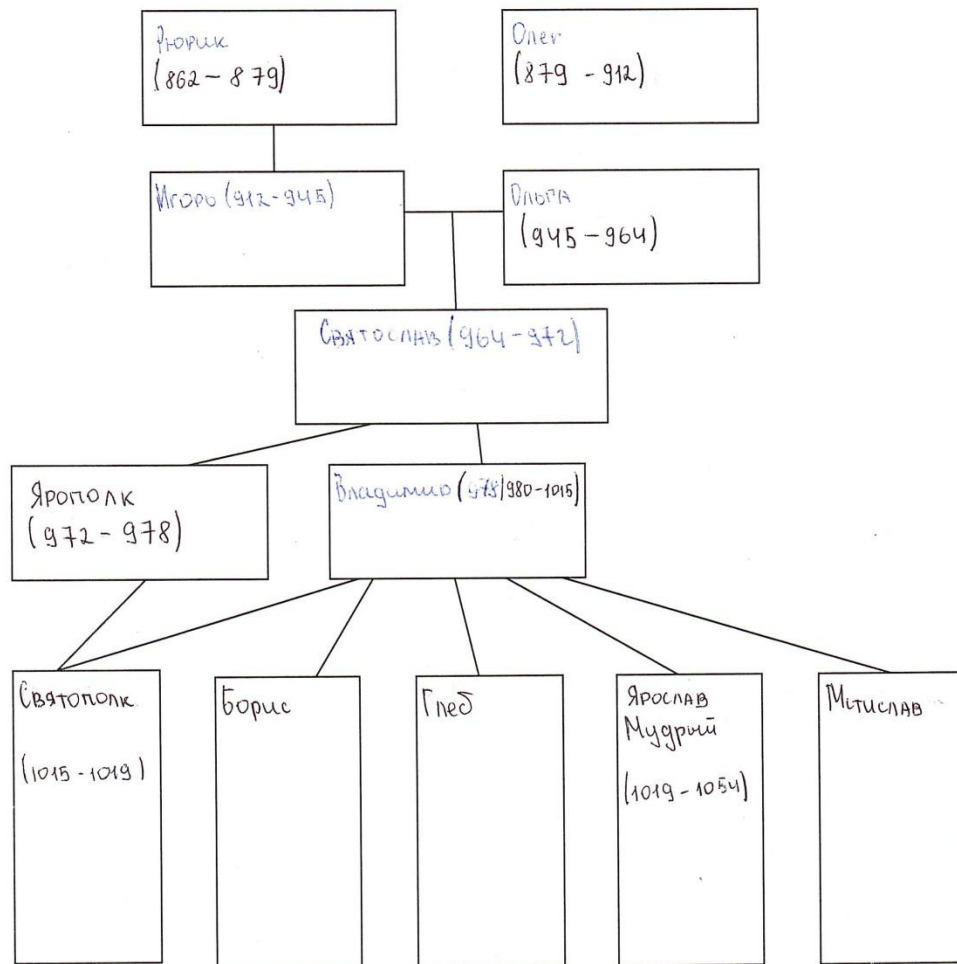 Рюрик
(862 – 879)
Олег
(879 - 912)
Игорь (912-945)
Ольга
(945 – 964)
Святослав (964-972)
Ярополк
(972 – 978)
Владимир (978/980-1015)
Святополк
(1015 - 1019)
Борис
Глеб
Ярослав
Мудрый
(1019 - 1054)
Мстислав